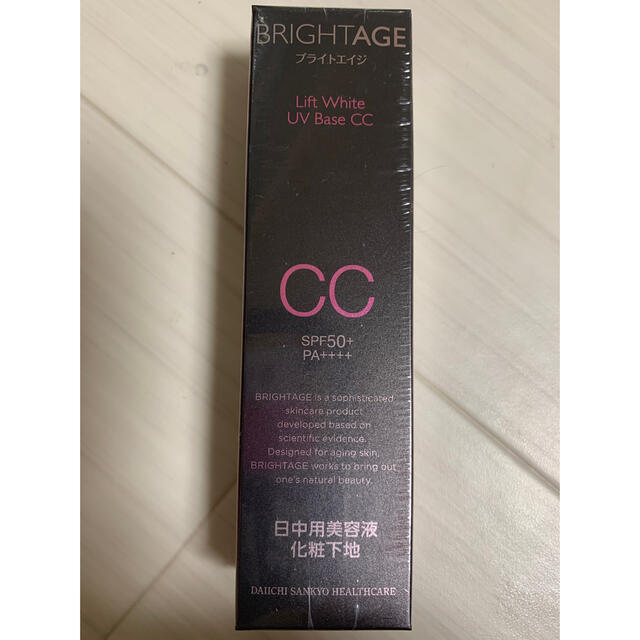 BRIGHTAGE
ブライトエイジ
Lift White
UV Base CC
CC
SPF50+
PA++++
BRIGHTAGE is a sophisticated
skincare product
developed based on
scientific evidence.
Designed for aging skin,
BRIGHTAGE works to bring out
one's natural beauty.
日中用美容液
化粧下地
DAIICHI SANKYO HEALTHCARE